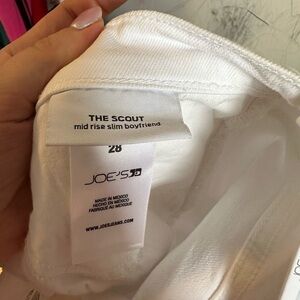 THE SCOUT
mid rise slim boyfriend
28
JOE'S
MADE IN MEXICO
HECHO EN MEXICO
FABRIQUÉ AU MEXIQUE
WWW.JOESJEANS.COM